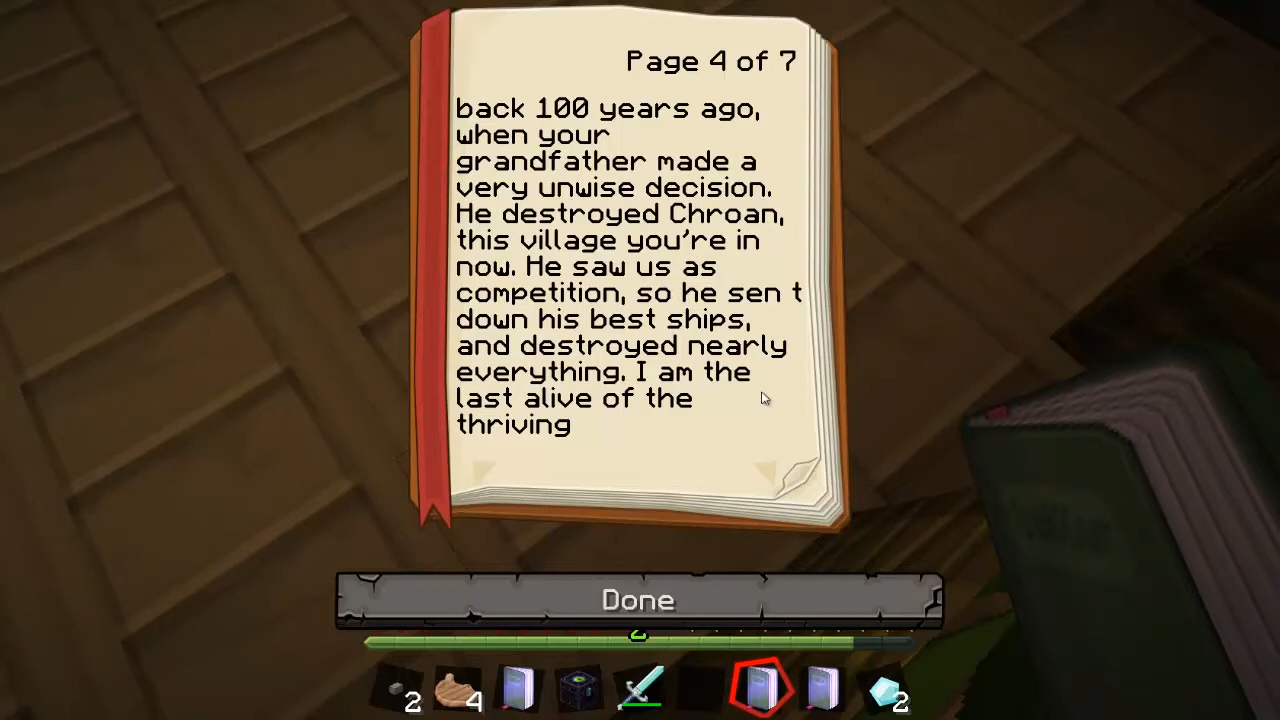 Page 4 of 7
back 100 years ago,
when your
grandfather made a
very unwise decision.
He destroyed Chroan,
this village you're in
now. He saw us as
competition, so he sen t
down his best ships,
and destroyed nearly
everything. I am the
last alive of the
thriving
Done
2
2
4
2